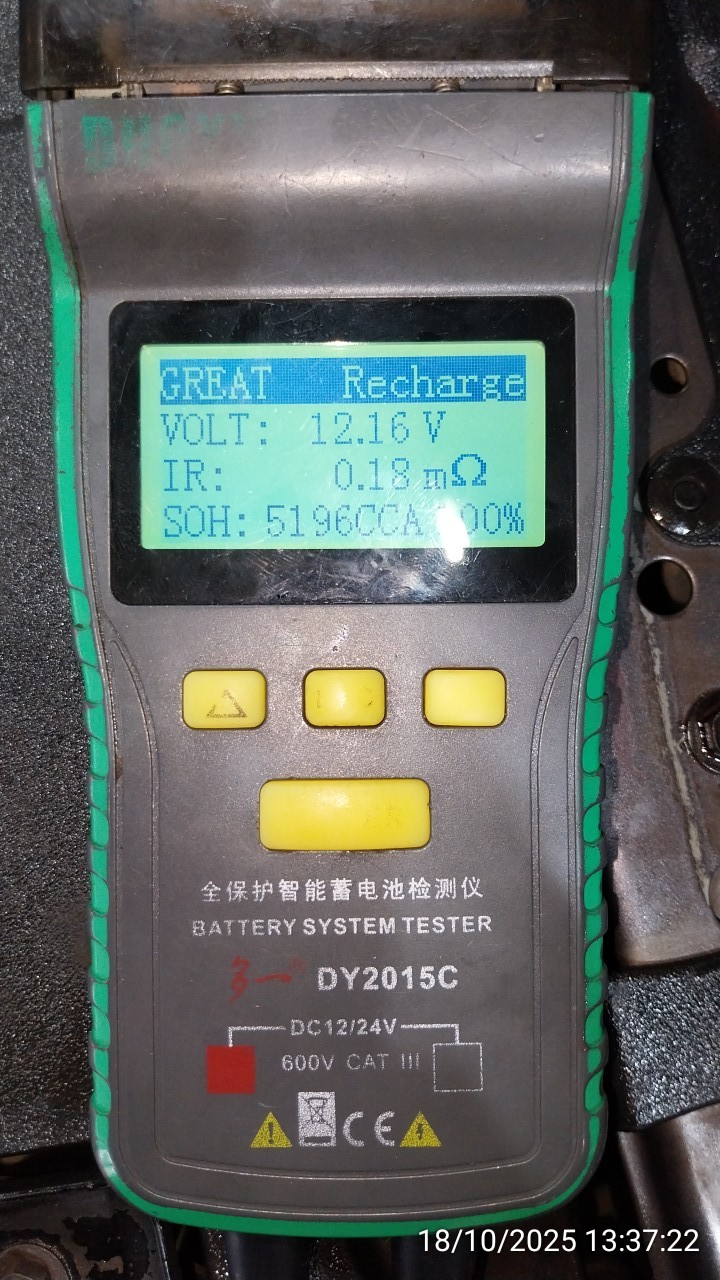 GREAT Recharge
VOLT: 12.16 V
IR: 0.18 mΩ
SOH: 5196CCA 100%
全保护智能蓄电池检测仪
BATTERY SYSTEM TESTER
多一 DY2015C
DC12/24V
600V CAT III
CE
18/10/2025 13:37:22